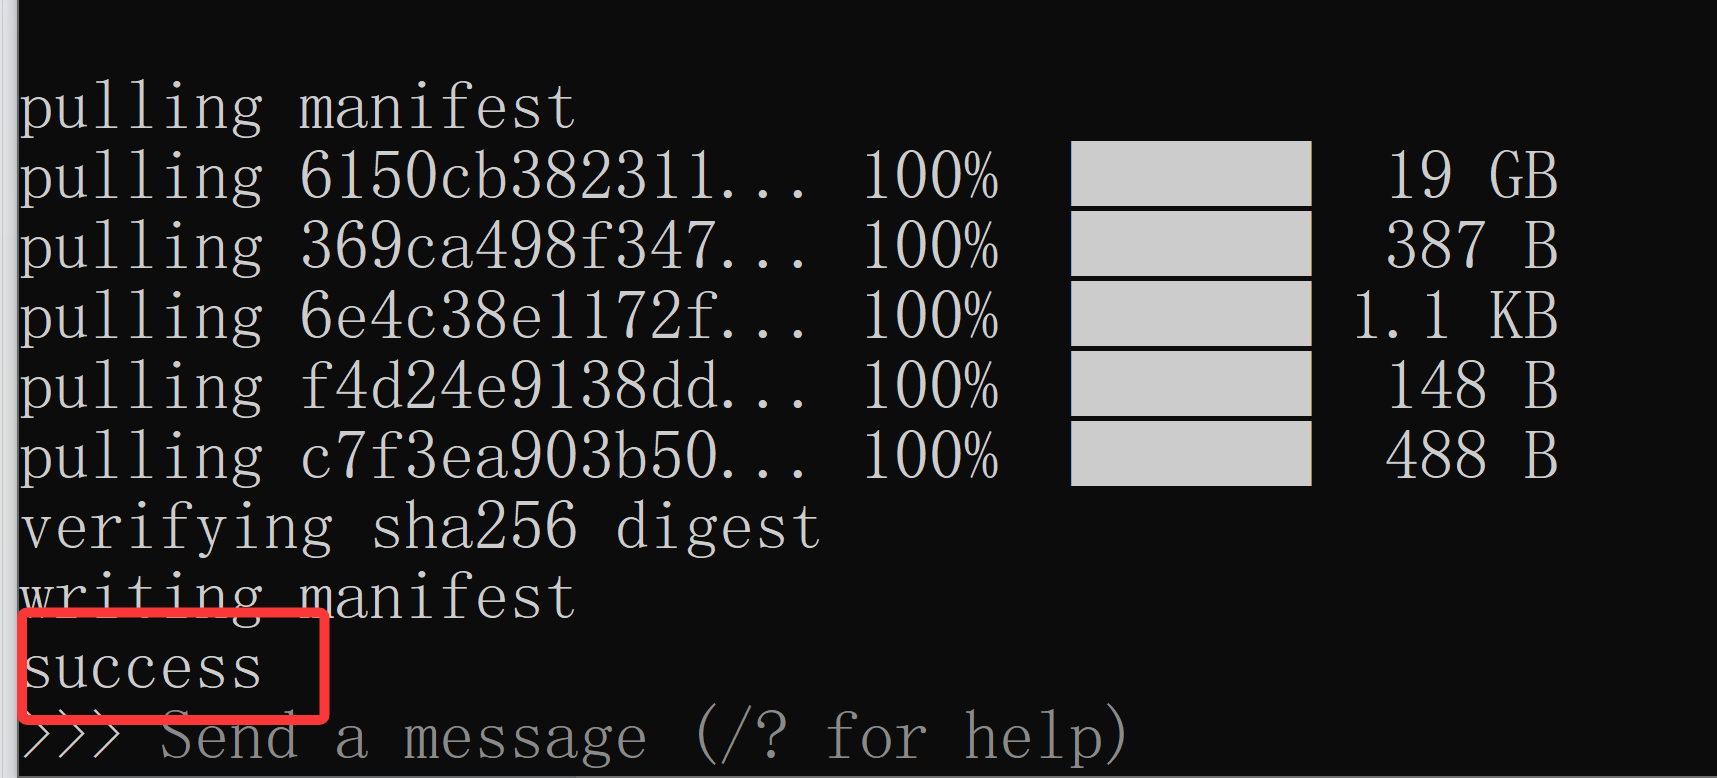 pulling manifest
pulling 6150cb382311... 100% 19 GB
pulling 369ca498f347... 100% 387 B
pulling 6e4c38e1172f... 100% 1.1 KB
pulling f4d24e9138dd... 100% 148 B
pulling c7f3ea903b50... 100% 488 B
verifying sha256 digest
writing manifest
success
>>> Send a message (/? for help)